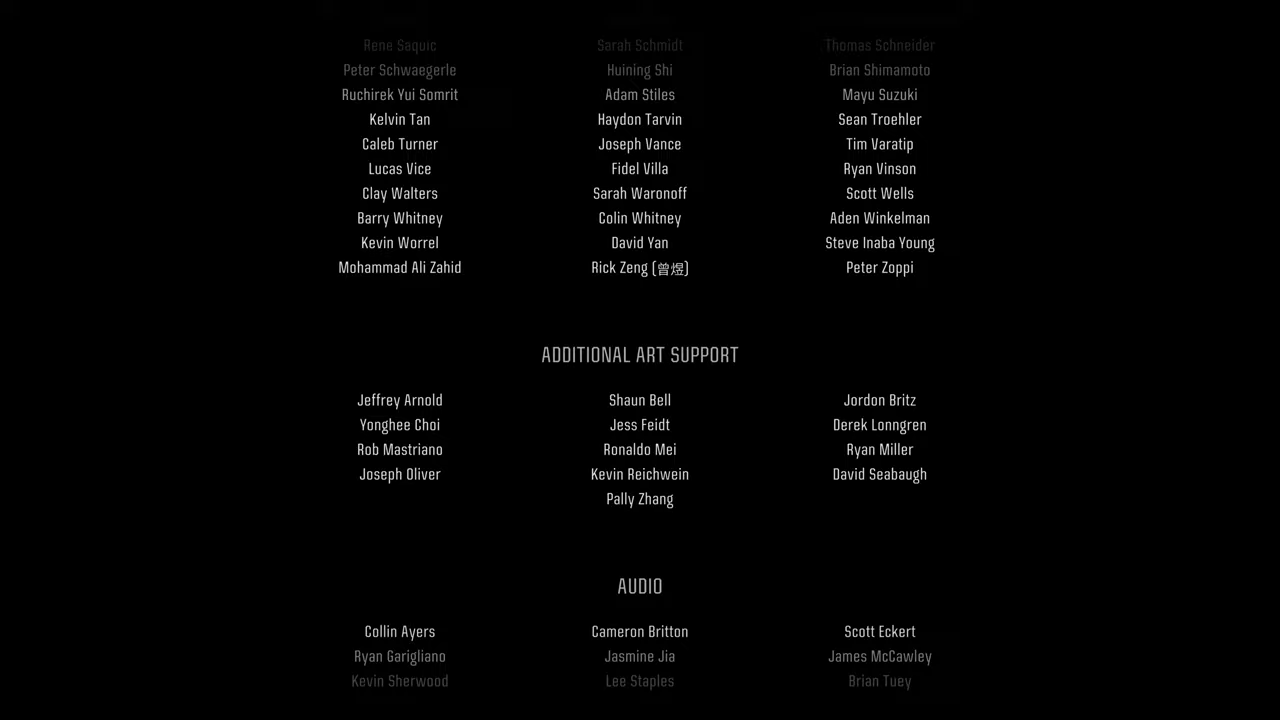 Rene Saquic Sarah Schmidt Thomas Schneider
Peter Schwaegerle Huining Shi Brian Shimamoto
Ruchirek Yui Somrit Adam Stiles Mayu Suzuki
Kelvin Tan Haydon Tarvin Sean Troehler
Caleb Turner Joseph Vance Tim Varatip
Lucas Vice Fidel Villa Ryan Vinson
Clay Walters Sarah Waronoff Scott Wells
Barry Whitney Colin Whitney Aden Winkelman
Kevin Worrel David Yan Steve Inaba Young
Mohammad Ali Zahid Rick Zeng (曾煜) Peter Zoppi
ADDITIONAL ART SUPPORT
Jeffrey Arnold Shaun Bell Jordon Britz
Yonghee Choi Jess Feidt Derek Lonngren
Rob Mastriano Ronaldo Mei Ryan Miller
Joseph Oliver Kevin Reichwein David Seabaugh
Pally Zhang
AUDIO
Collin Ayers Cameron Britton Scott Eckert
Ryan Garigliano Jasmine Jia James McCawley
Kevin Sherwood Lee Staples Brian Tuey